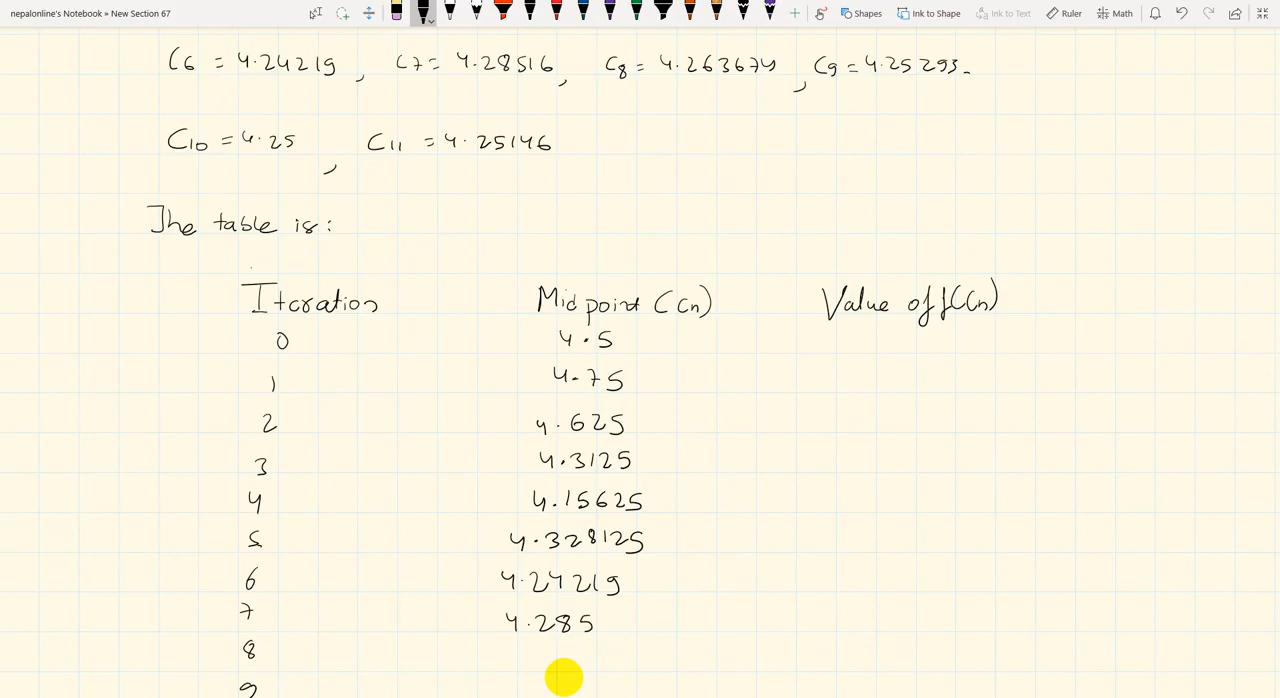 nepalonline's Notebook » New Section 67
Shapes Ink to Shape Ink to Text Ruler Math
C6 = 4.24219, C7 = 4.28516, C8 = 4.263674, C9 = 4.25293.
C10 = 4.25, C11 = 4.25146
The table is:
Iteration Midpoint (Cn) Value of f(Cn)
0 4.5
1 4.75
2 4.625
3 4.3125
4 4.15625
5 4.328125
6 4.24219
7 4.285
8
9